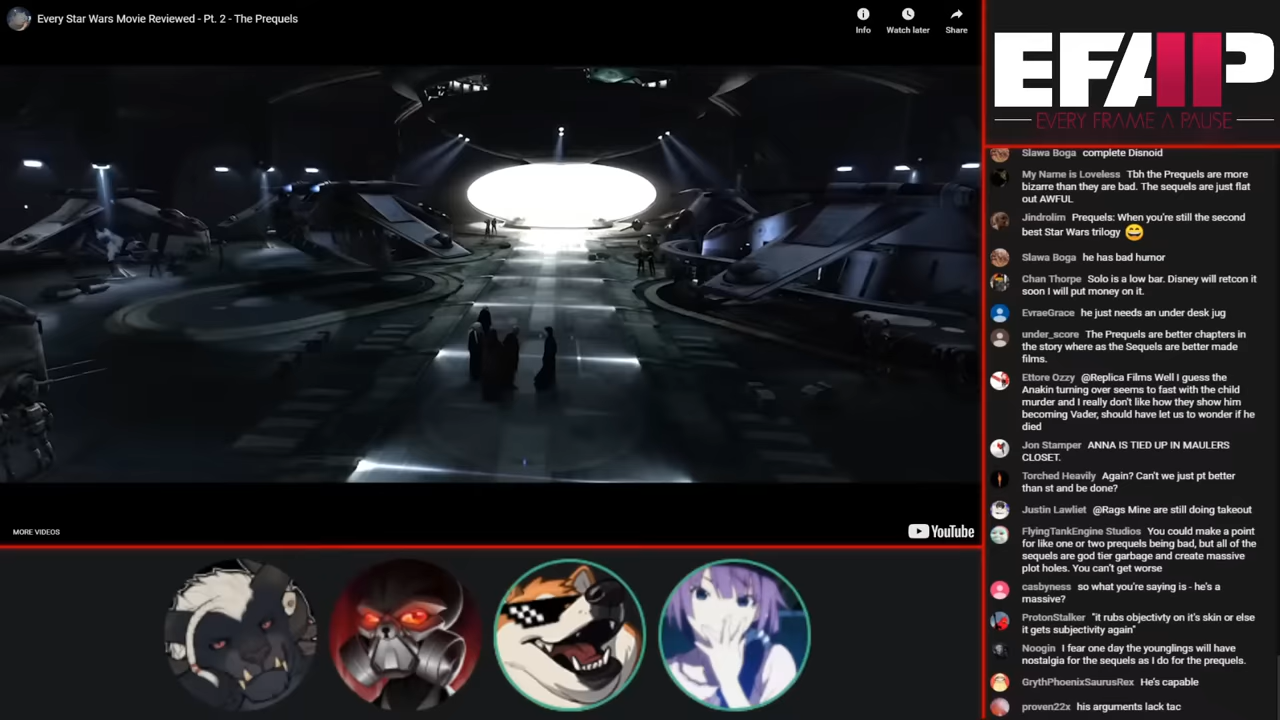 Every Star Wars Movie Reviewed - Pt. 2 - The Prequels
Info
Watch later
Share
MORE VIDEOS
YouTube
EFAP
EVERY FRAME A PAUSE
Slawa Boga complete Disnoid
My Name is Loveless Tbh the Prequels are more
bizarre than they are bad. The sequels are just flat
out AWFUL
Jindrolim Prequels: When you're still the second
best Star Wars trilogy 😄
Slawa Boga he has bad humor
Chan Thorpe Solo is a low bar. Disney will retcon it
soon I will put money on it.
EvraeGrace he just needs an under desk jug
under_score The Prequels are better chapters in
the story where as the Sequels are better made
films.
Ettore Ozzy @Replica Films Well I guess the
Anakin turning over seems to fast with the child
murder and I really don't like how they show him
becoming Vader, should have let us to wonder if he
died
Jon Stamper ANNA IS TIED UP IN MAULERS
CLOSET.
Torched Heavily Again? Can't we just pt better
than st and be done?
Justin Lawliet @Rags Mine are still doing takeout
FlyingTankEngine Studios You could make a point
for like one or two prequels being bad, but all of the
sequels are god tier garbage and create massive
plot holes. You can't get worse
casbyness so what you're saying is - he's a
massive?
ProtonStalker "it rubs objectivty on it's skin or else
it gets subjectivity again"
Noogin I fear one day the younglings will have
nostalgia for the sequels as I do for the prequels.
GrythPhoenixSaurusRex He's capable
proven22x his arguments lack tac